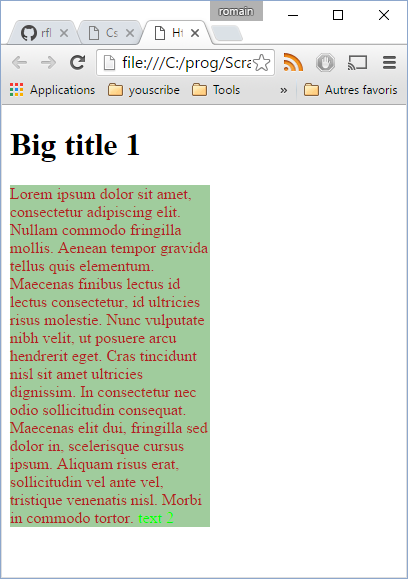 romain
rfl
Cs
Ht
file:///C:/prog/Scra
Applications
youscribe
Tools
»
Autres favoris
Big title 1
Lorem ipsum dolor sit amet,
consectetur adipiscing elit.
Nullam commodo fringilla
mollis. Aenean tempor gravida
tellus quis elementum.
Maecenas finibus lectus id
lectus consectetur, id ultricies
risus molestie. Nunc vulputate
nibh velit, ut posuere arcu
hendrerit eget. Cras tincidunt
nisl sit amet ultricies
dignissim. In consectetur nec
odio sollicitudin consequat.
Maecenas elit dui, fringilla sed
dolor in, scelerisque cursus
ipsum. Aliquam risus erat,
sollicitudin vel ante vel,
tristique venenatis nisl. Morbi
in commodo tortor. text 2